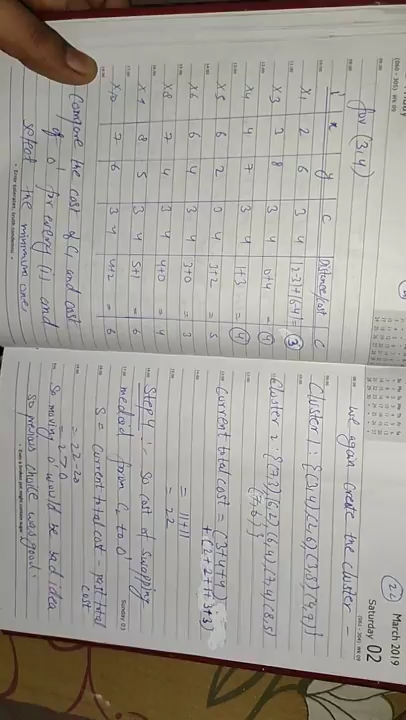 for (3,4)
i x y c Distance/cost C
X1 2 6 3 4 |2-3|+|6-4| = 3
X3 3 8 3 4 0+4 = 4
X4 4 7 3 4 1+3 = 4
X5 6 2 3 4 3+2 = 5
X6 6 4 3 4 3+0 = 3
X8 7 4 3 4 4+0 = 4
X9 8 5 3 4 5+1 = 6
X10 7 6 3 4 4+2 = 6
Compare the cost of C1 and cost
of O' for every (i) and
select the minimum ones
(22)
March 2019
Saturday 02
We again create the cluster –
Cluster 1: {(3,4) (2,6) (3,8) (4,7)}
Cluster 2: {(7,3) (6,2) (6,4) (7,4) (8,5)
(7,6)}
Current total cost = (3+4+4)
+ (2+2+1+3+3)
= 11+11
= 22
Step 4 :- So cost of swapping
medoid from C2 to O'
Sunday 03
S = Current total cost - past total
cost
= 22-20
= 2 > 0
So moving O' would be bad idea
so previous choice was good.